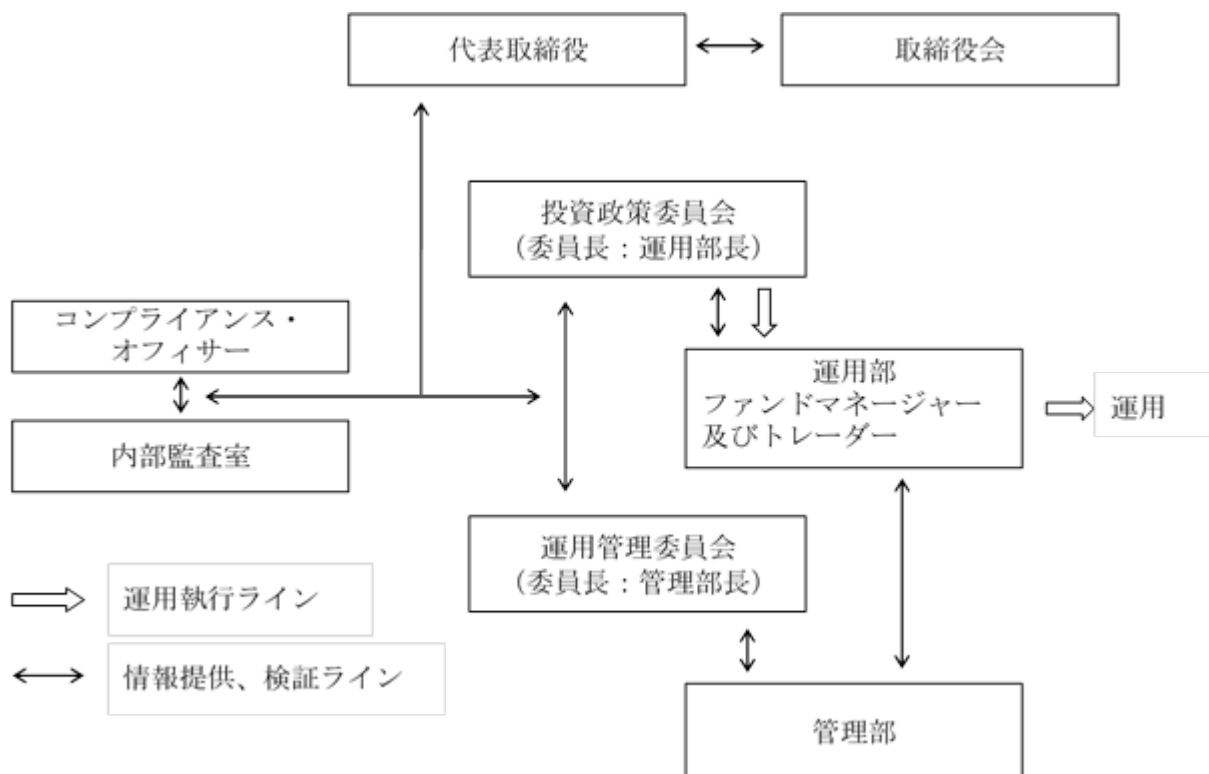 代表取締役
取締役会
投資政策委員会
（委員長：運用部長）
コンプライアンス・
オフィサー
運用部
ファンドマネージャー
及びトレーダー
運用
内部監査室
運用管理委員会
（委員長：管理部長）
運用執行ライン
情報提供、検証ライン
管理部